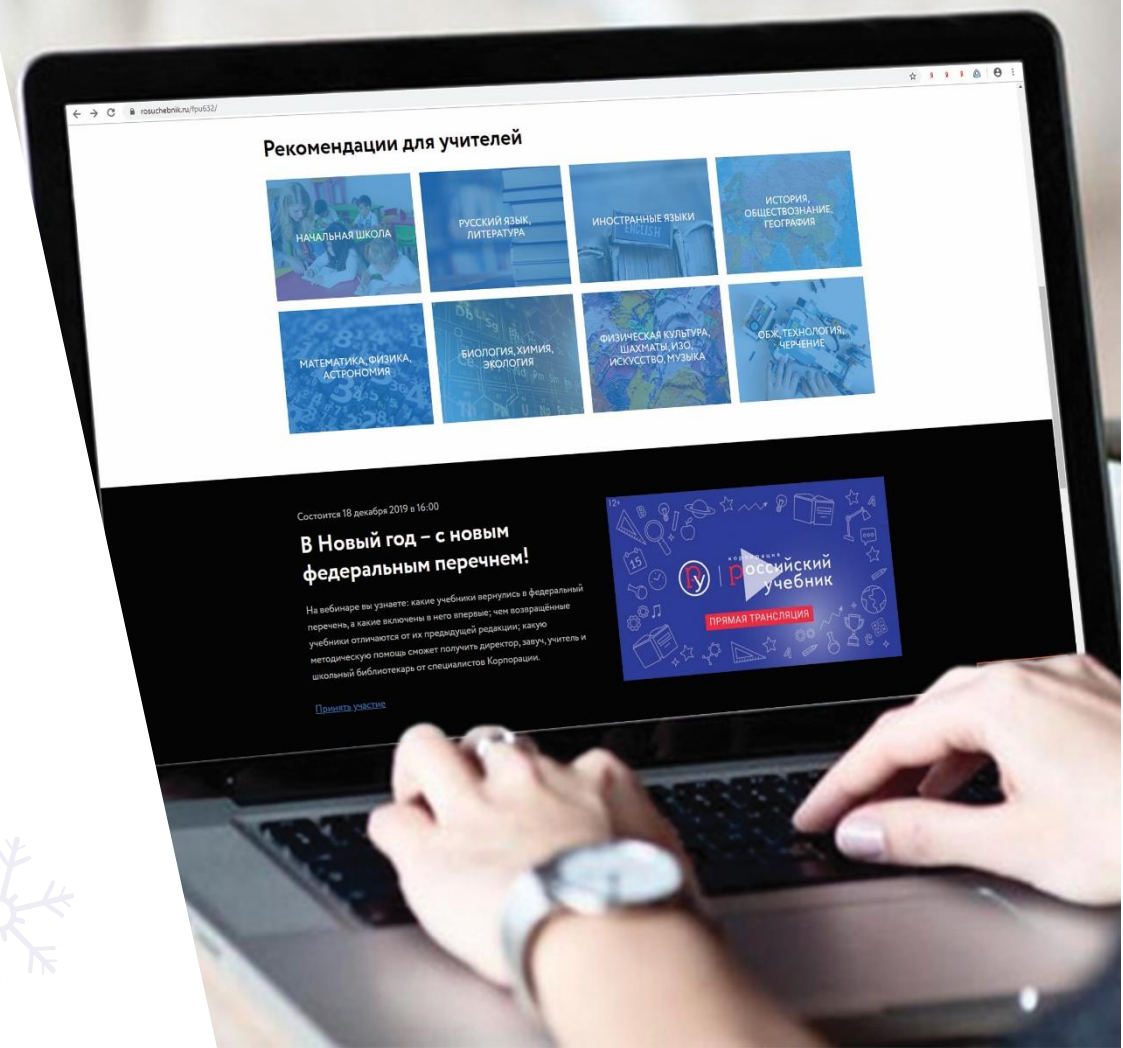 rosuchebnik.ru/fpu632/
Рекомендации для учителей
НАЧАЛЬНАЯ ШКОЛА
РУССКИЙ ЯЗЫК,
ЛИТЕРАТУРА
ИНОСТРАННЫЕ ЯЗЫКИ
ENGLISH
ИСТОРИЯ,
ОБЩЕСТВОЗНАНИЕ,
ГЕОГРАФИЯ
МАТЕМАТИКА, ФИЗИКА,
АСТРОНОМИЯ
БИОЛОГИЯ, ХИМИЯ,
ЭКОЛОГИЯ
ФИЗИЧЕСКАЯ КУЛЬТУРА,
ШАХМАТЫ, ИЗО,
ИСКУССТВО, МУЗЫКА
ОБЖ, ТЕХНОЛОГИЯ,
ЧЕРЧЕНИЕ
Состоится 18 декабря 2019 в 16:00
В Новый год – с новым
федеральным перечнем!
На вебинаре вы узнаете: какие учебники вернулись в федеральный
перечень, а какие включены в него впервые; чем возвращённые
учебники отличаются от их предыдущей редакции; какую
методическую помощь сможет получить директор, завуч, учитель и
школьный библиотекарь от специалистов Корпорации.
Принять участие
12+
15
ру
корпорация
российский
учебник
ПРЯМАЯ ТРАНСЛЯЦИЯ